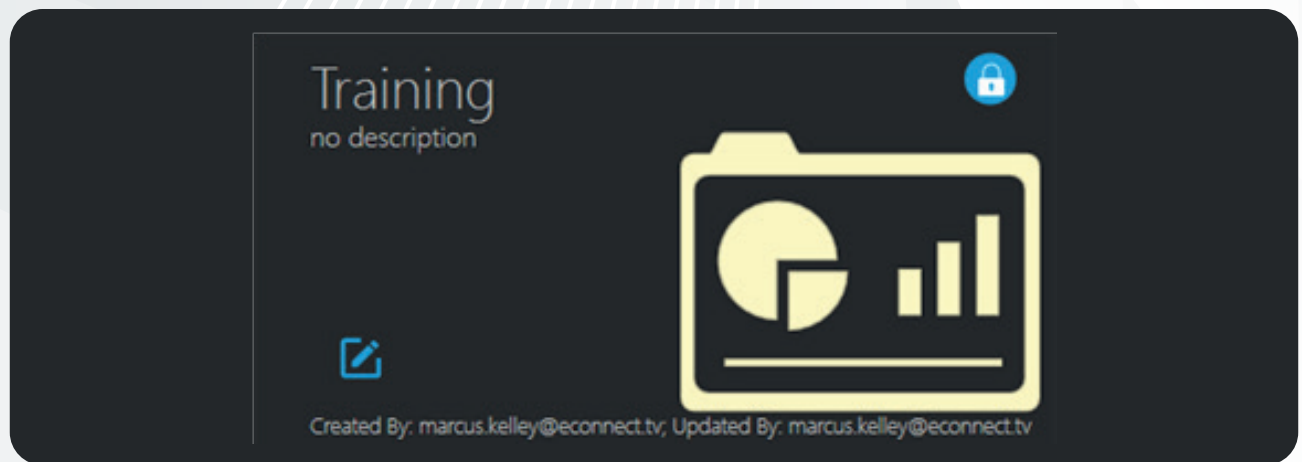 Training
no description
Created By: marcus.kelley@econnect.tv; Updated By: marcus.kelley@econnect.tv